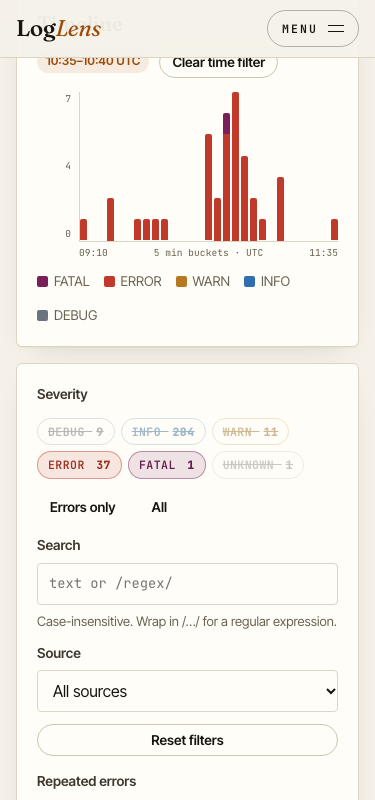 Timeline
LogLens
MENU
10:35–10:40 UTC
Clear time filter
7
4
0
09:10
5 min buckets · UTC
11:35
FATAL
ERROR
WARN
INFO
DEBUG
Severity
DEBUG 9
INFO 284
WARN 11
ERROR 37
FATAL 1
UNKNOWN 1
Errors only
All
Search
text or /regex/
Case-insensitive. Wrap in /…/ for a regular expression.
Source
All sources
Reset filters
Repeated errors